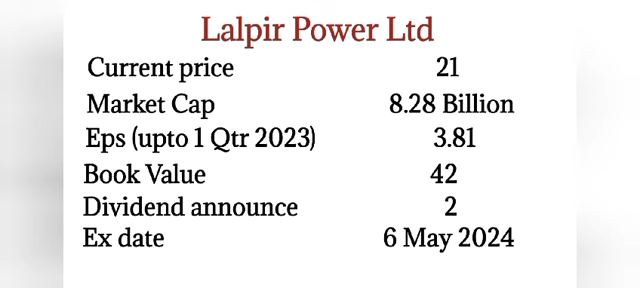 Lalpir Power Ltd
Current price 21
Market Cap 8.28 Billion
Eps (upto 1 Qtr 2023) 3.81
Book Value 42
Dividend announce 2
Ex date 6 May 2024